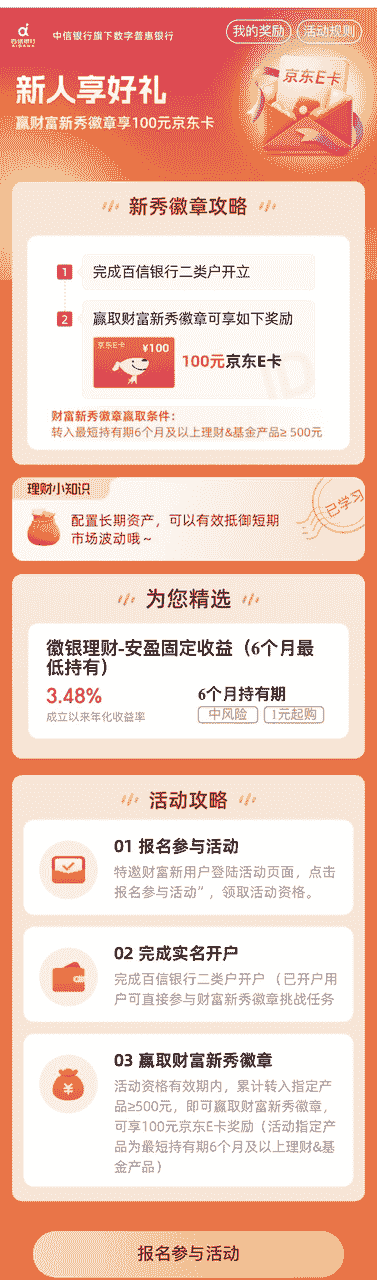 百信银行
AiBANK
中信银行旗下数字普惠银行
我的奖励
活动规则
新人享好礼
赢财富新秀徽章享100元京东卡
京东E卡
新秀徽章攻略
1
完成百信银行二类户开立
2
赢取财富新秀徽章可享如下奖励
京东E卡
¥100
100元京东E卡
财富新秀徽章赢取条件：
转入最短持有期6个月及以上理财&基金产品≥ 500元
理财小知识
配置长期资产，可以有效抵御短期
市场波动哦～
已学习
为您精选
徽银理财-安盈固定收益（6个月最
低持有）
3.48%
成立以来年化收益率
6个月持有期
中风险
1元起购
活动攻略
01 报名参与活动
特邀财富新用户登陆活动页面，点击
报名参与活动”，领取活动资格。
02 完成实名开户
完成百信银行二类户开户（已开户用
户可直接参与财富新秀徽章挑战任务
03 赢取财富新秀徽章
活动资格有效期内，累计转入指定产
品≥500元，即可赢取财富新秀徽章，
可享100元京东E卡奖励（活动指定产
品为最短持有期6个月及以上理财&基
金产品）
报名参与活动